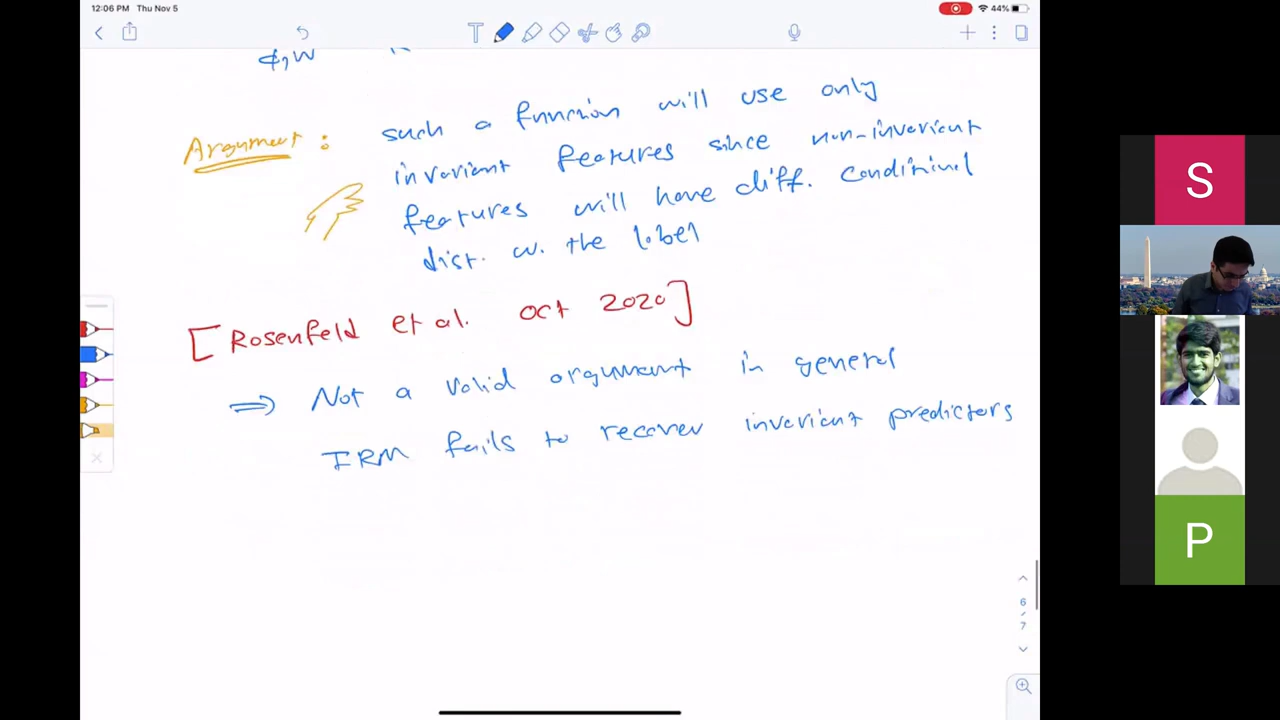 12:06 PM Thu Nov 5
44%
ϕ, w
Argument : such a function will use only
invariant features since non-invariant
features will have diff. conditional
dist. w. the label
[Rosenfeld et al. Oct 2020]
⇒ Not a valid argument in general
IRM fails to recover invariant predictors
6
/
7
S
P